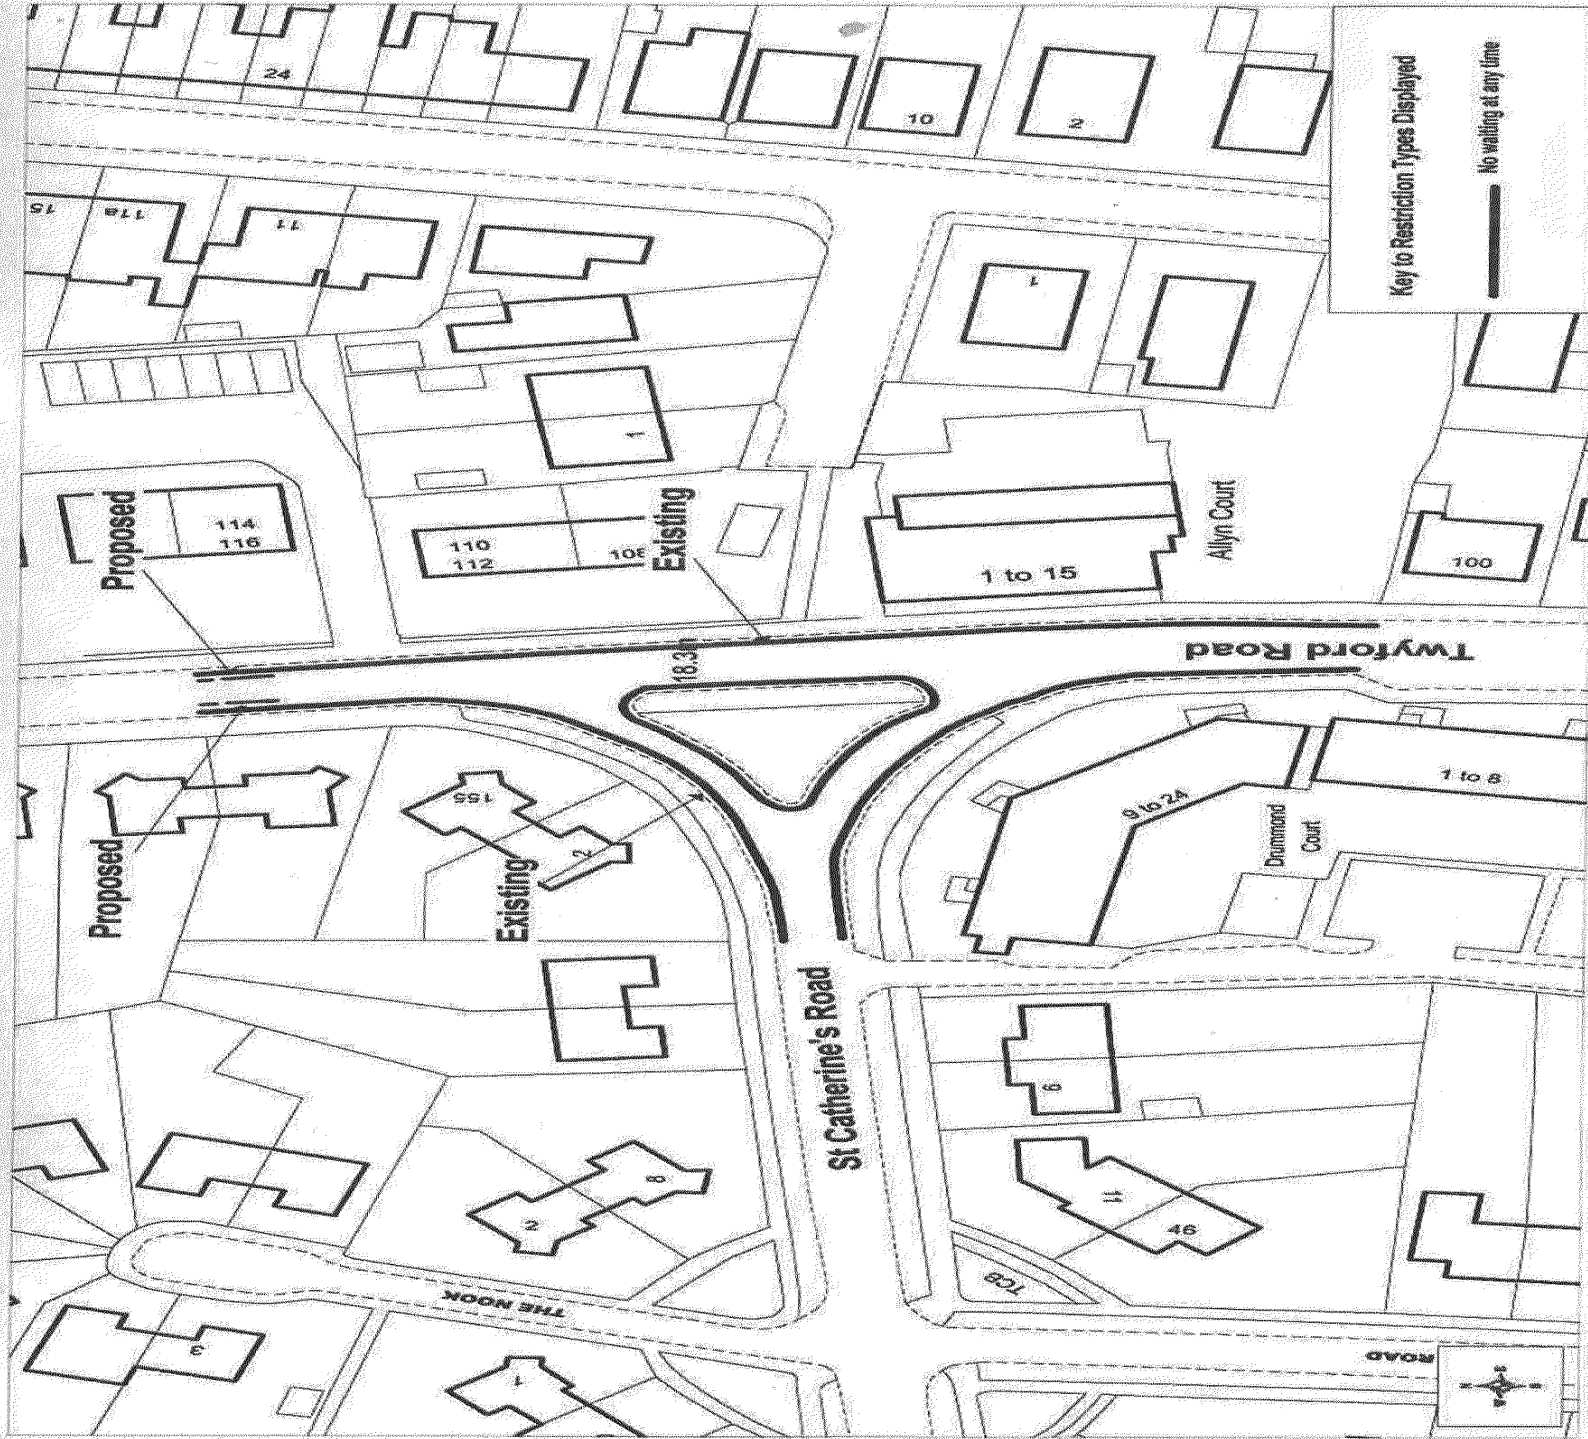 24
10
2
Key to Restriction Types Displayed
No waiting at any time
15
11a
11
1
1
Proposed
114
116
110
112
108
Existing
1 to 15
Allyn Court
100
18.3m
Twyford Road
Proposed
155
2
Existing
9 to 24
Drummond
Court
1 to 8
St Catherine's Road
6
2
8
11
46
TCB
THE NOOK
3
1
ROAD